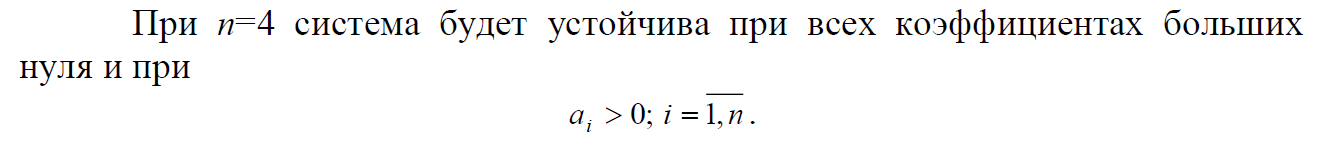 При n=4 система будет устойчива при всех коэффициентах больших
нуля и при
a_i > 0; i = \overline{1, n}.